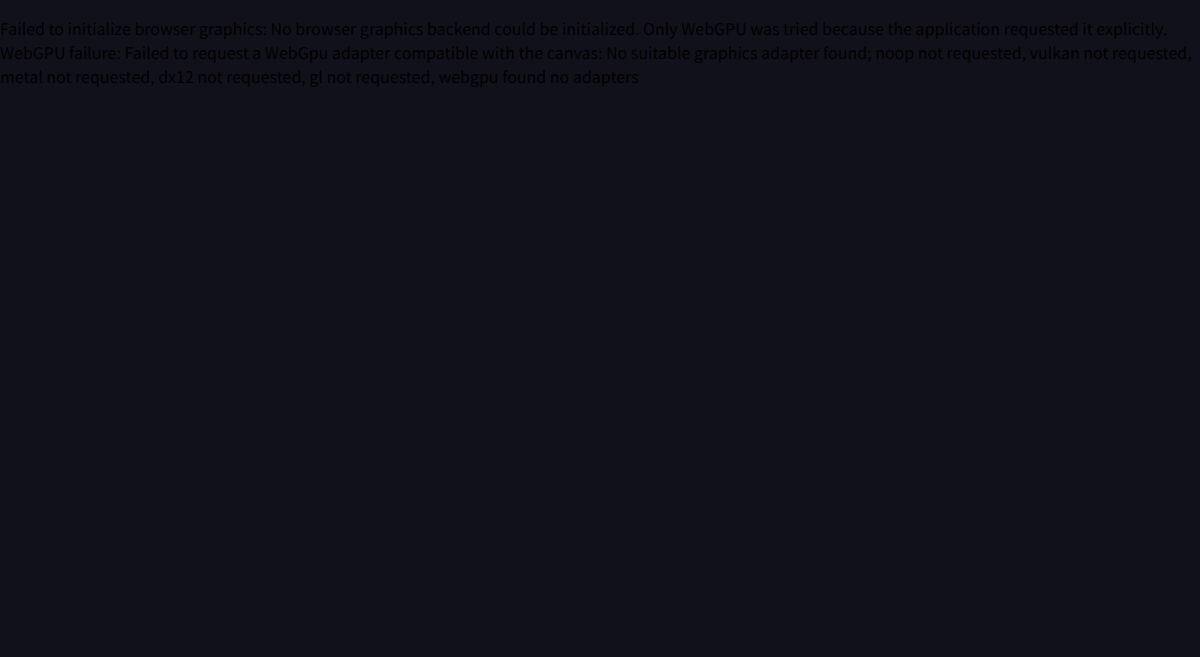 Failed to initialize browser graphics: No browser graphics backend could be initialized. Only WebGPU was tried because the application requested it explicitly.
WebGPU failure: Failed to request a WebGpu adapter compatible with the canvas: No suitable graphics adapter found; noop not requested, vulkan not requested,
metal not requested, dx12 not requested, gl not requested, webgpu found no adapters